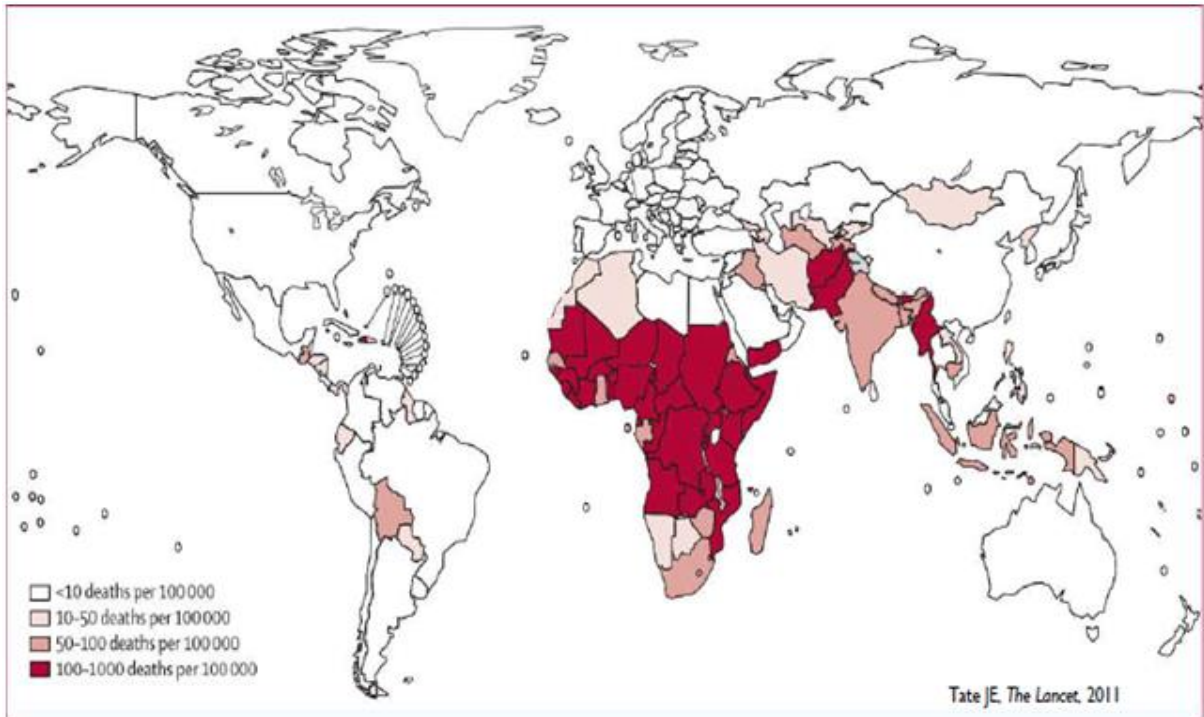 <10 deaths per 100 000
10–50 deaths per 100 000
50–100 deaths per 100 000
100–1000 deaths per 100 000
Tate JE, The Lancet, 2011